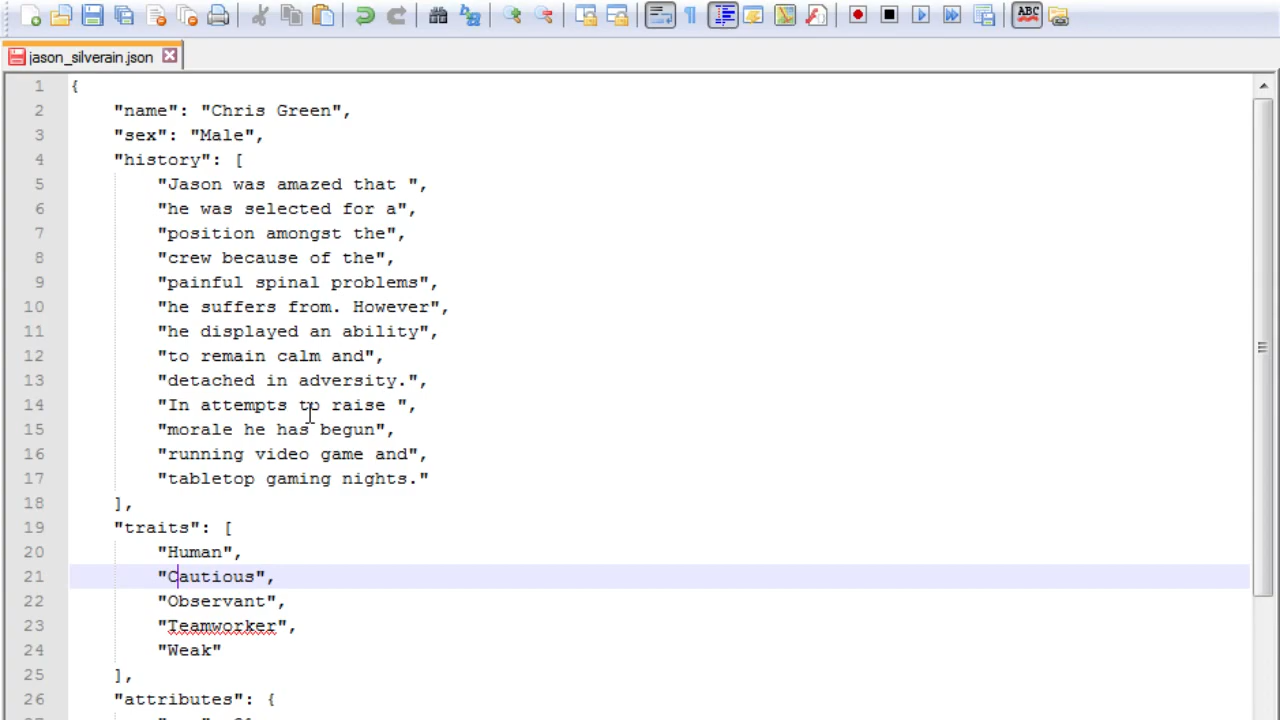 ABC
jason_silverain.json
1 {
2 "name": "Chris Green",
3 "sex": "Male",
4 "history": [
5 "Jason was amazed that ",
6 "he was selected for a",
7 "position amongst the",
8 "crew because of the",
9 "painful spinal problems",
10 "he suffers from. However",
11 "he displayed an ability",
12 "to remain calm and",
13 "detached in adversity.",
14 "In attempts to raise ",
15 "morale he has begun",
16 "running video game and",
17 "tabletop gaming nights."
18 ],
19 "traits": [
20 "Human",
21 "Cautious",
22 "Observant",
23 "Teamworker",
24 "Weak"
25 ],
26 "attributes": {